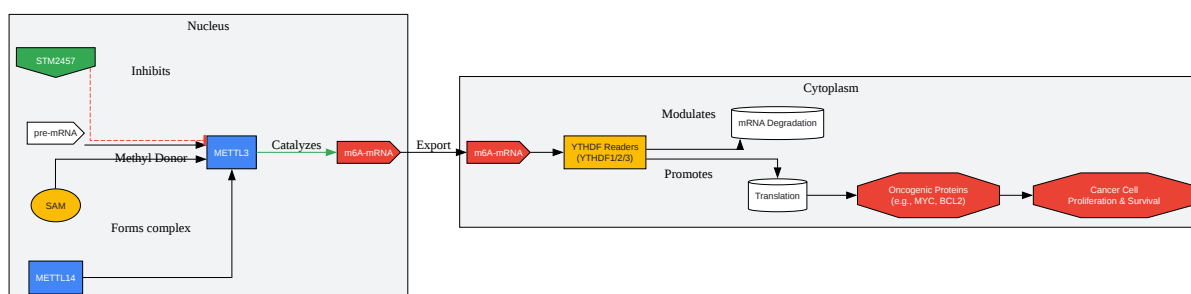 Nucleus
STM2457
Inhibits
pre-mRNA
Methyl Donor
METTL3
Catalyzes
m6A-mRNA
Export
SAM
Forms complex
METTL14
Cytoplasm
m6A-mRNA
YTHDF Readers
(YTHDF1/2/3)
Modulates
mRNA Degradation
Promotes
Translation
Oncogenic Proteins
(e.g., MYC, BCL2)
Cancer Cell
Proliferation & Survival